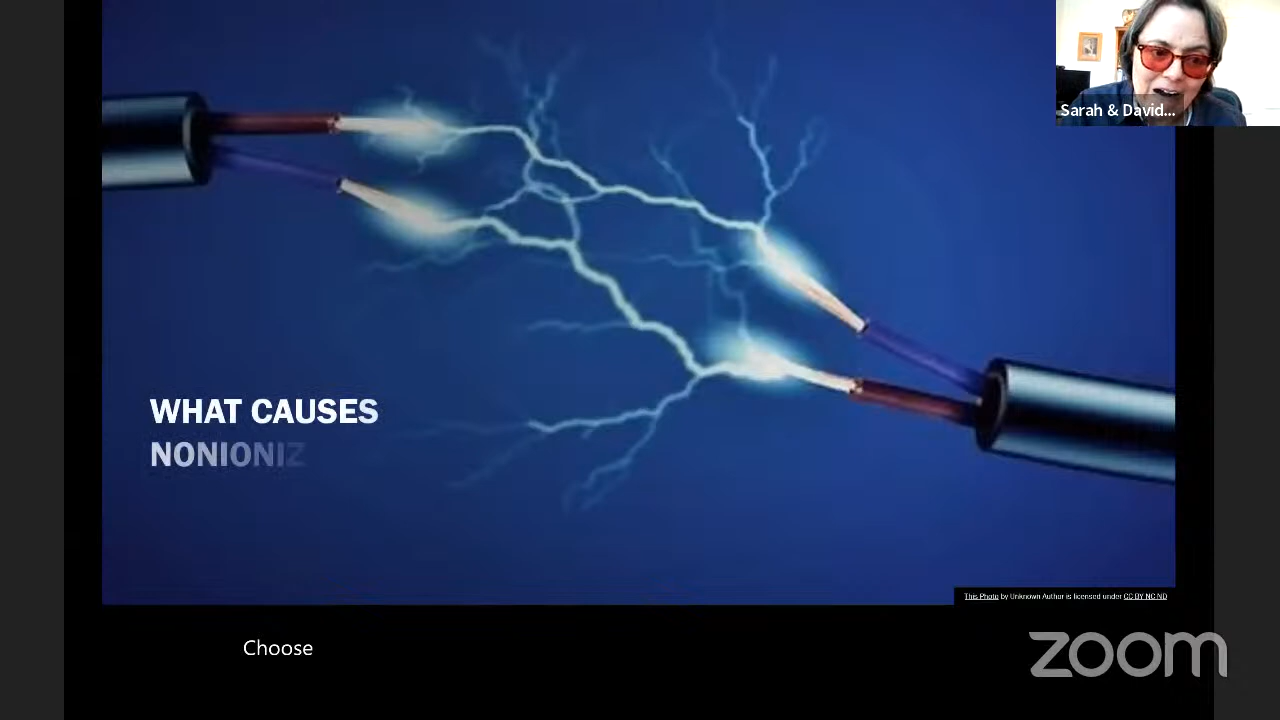 Sarah & David...
WHAT CAUSES
NONIONIZ
This Photo by Unknown Author is licensed under CC BY-NC-ND
Choose
zoom